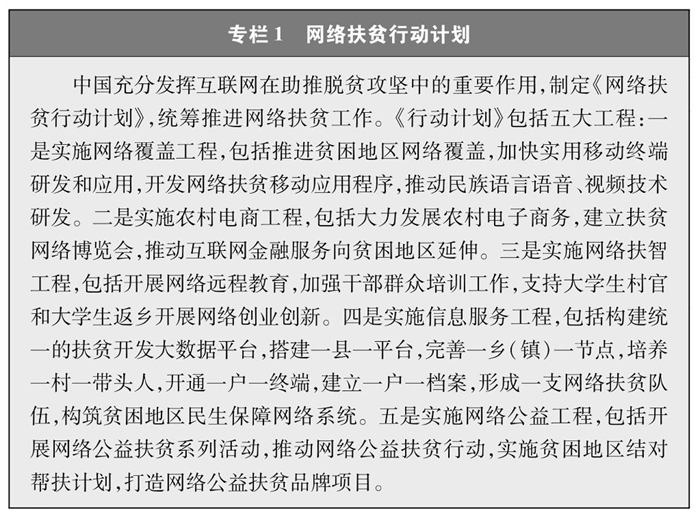 专栏1 网络扶贫行动计划
中国充分发挥互联网在助推脱贫攻坚中的重要作用,制定《网络扶
贫行动计划》,统筹推进网络扶贫工作。《行动计划》包括五大工程:一
是实施网络覆盖工程,包括推进贫困地区网络覆盖,加快实用移动终端
研发和应用,开发网络扶贫移动应用程序,推动民族语言语音、视频技术
研发。二是实施农村电商工程,包括大力发展农村电子商务,建立扶贫
网络博览会,推动互联网金融服务向贫困地区延伸。三是实施网络扶智
工程,包括开展网络远程教育,加强干部群众培训工作,支持大学生村官
和大学生返乡开展网络创业创新。四是实施信息服务工程,包括构建统
一的扶贫开发大数据平台,搭建一县一平台,完善一乡(镇)一节点,培养
一村一带头人,开通一户一终端,建立一户一档案,形成一支网络扶贫队
伍,构筑贫困地区民生保障网络系统。五是实施网络公益工程,包括开
展网络公益扶贫系列活动,推动网络公益扶贫行动,实施贫困地区结对
帮扶计划,打造网络公益扶贫品牌项目。